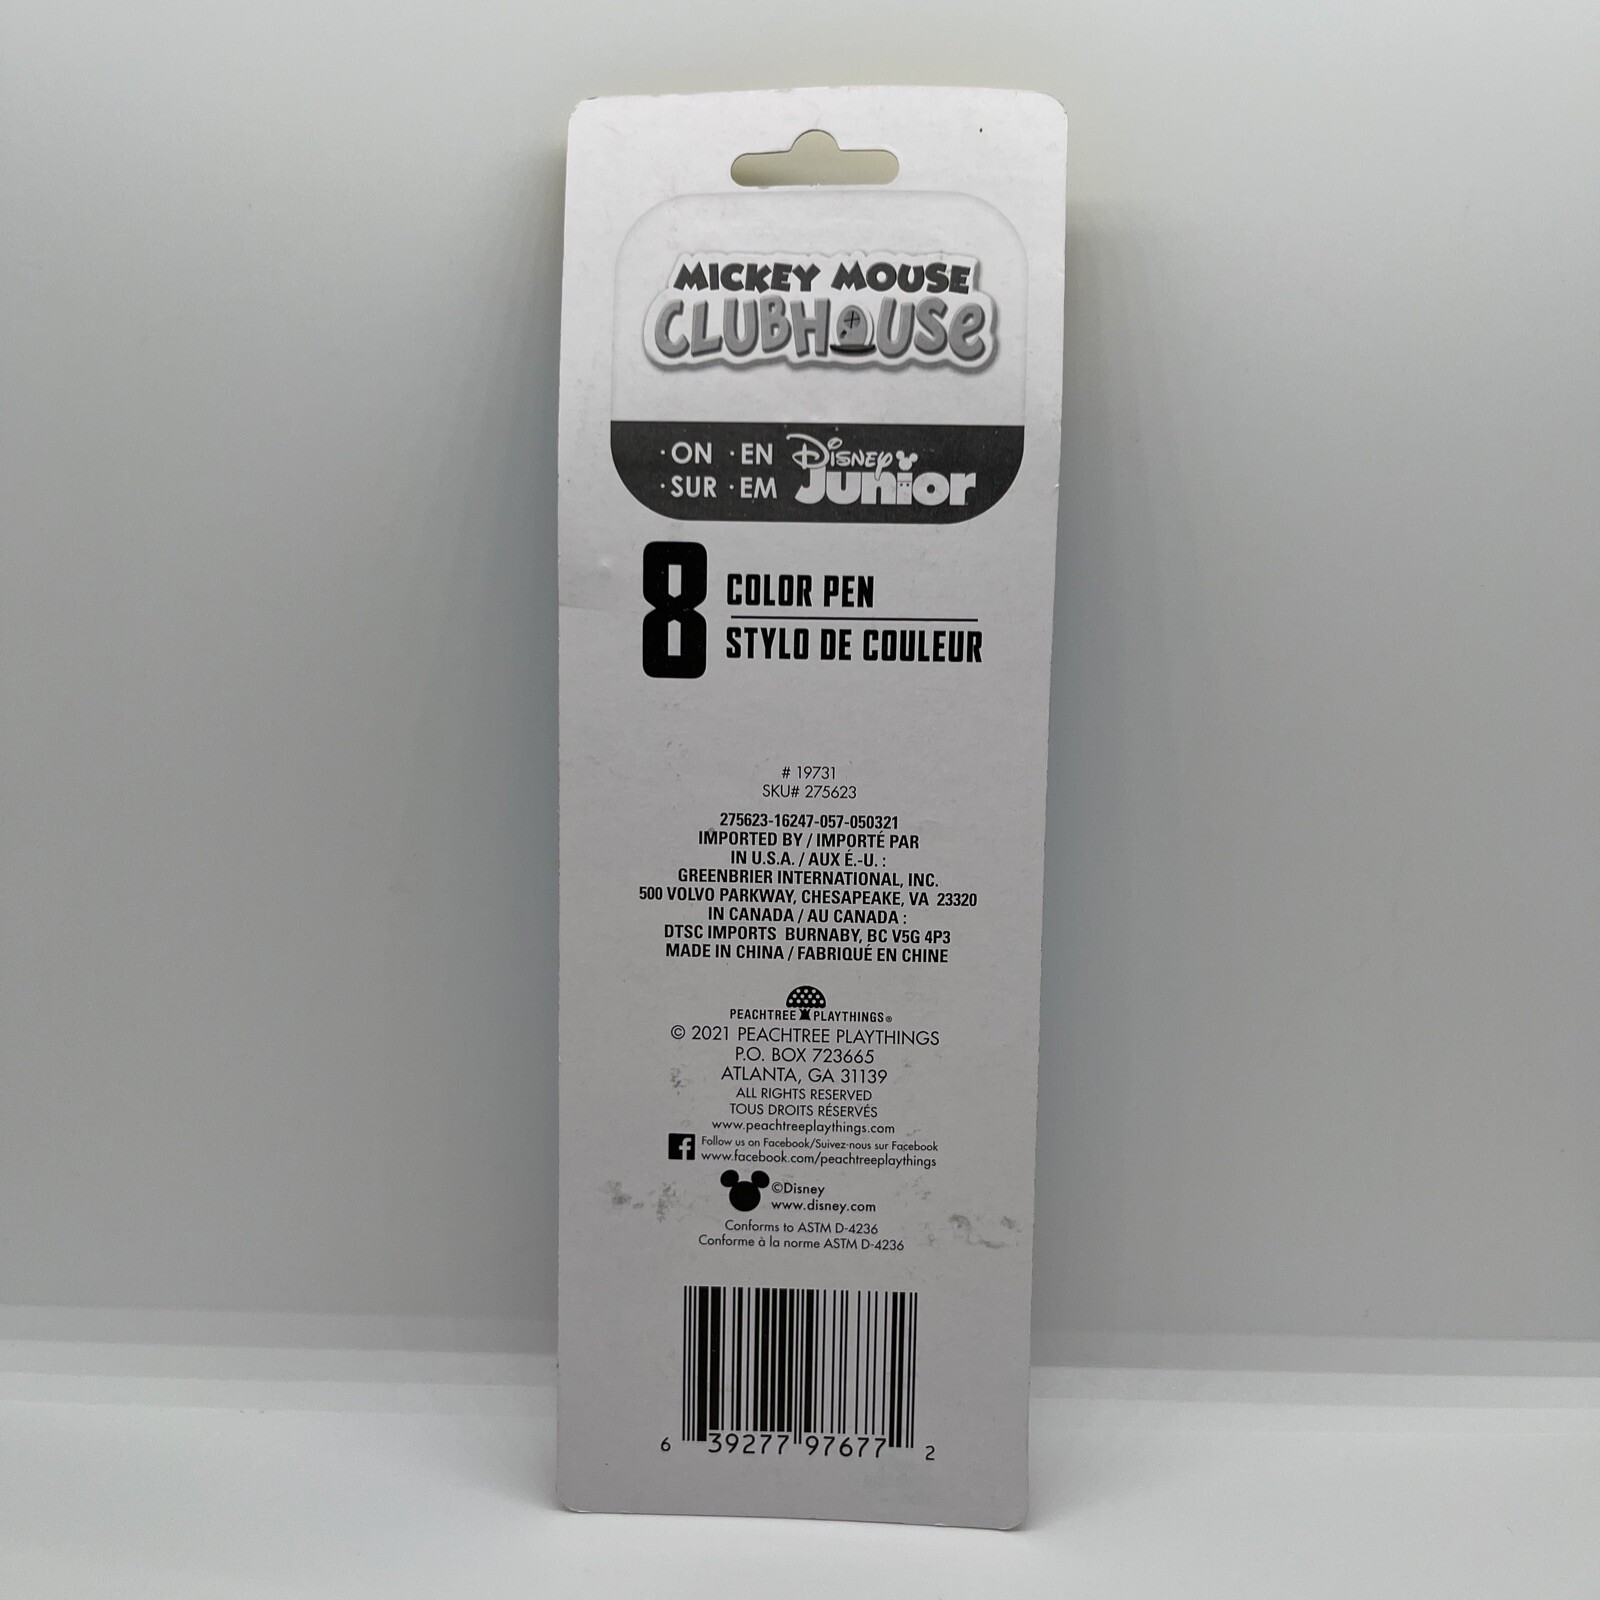 MICKEY MOUSE
CLUBHOUSE
·ON ·EN
·SUR ·EM
Disney
Junior
8 COLOR PEN
STYLO DE COULEUR
# 19731
SKU# 275623
275623-16247-057-050321
IMPORTED BY / IMPORTÉ PAR
IN U.S.A. / AUX É.-U. :
GREENBRIER INTERNATIONAL, INC.
500 VOLVO PARKWAY, CHESAPEAKE, VA 23320
IN CANADA / AU CANADA :
DTSC IMPORTS BURNABY, BC V5G 4P3
MADE IN CHINA / FABRIQUÉ EN CHINE
PEACHTREE PLAYTHINGS®
© 2021 PEACHTREE PLAYTHINGS
P.O. BOX 723665
ATLANTA, GA 31139
ALL RIGHTS RESERVED
TOUS DROITS RÉSERVÉS
www.peachtreeplaythings.com
f Follow us on Facebook/Suivez-nous sur Facebook
www.facebook.com/peachtreeplaythings
©Disney
www.disney.com
Conforms to ASTM D-4236
Conforme à la norme ASTM D-4236
6 39277 97677 2